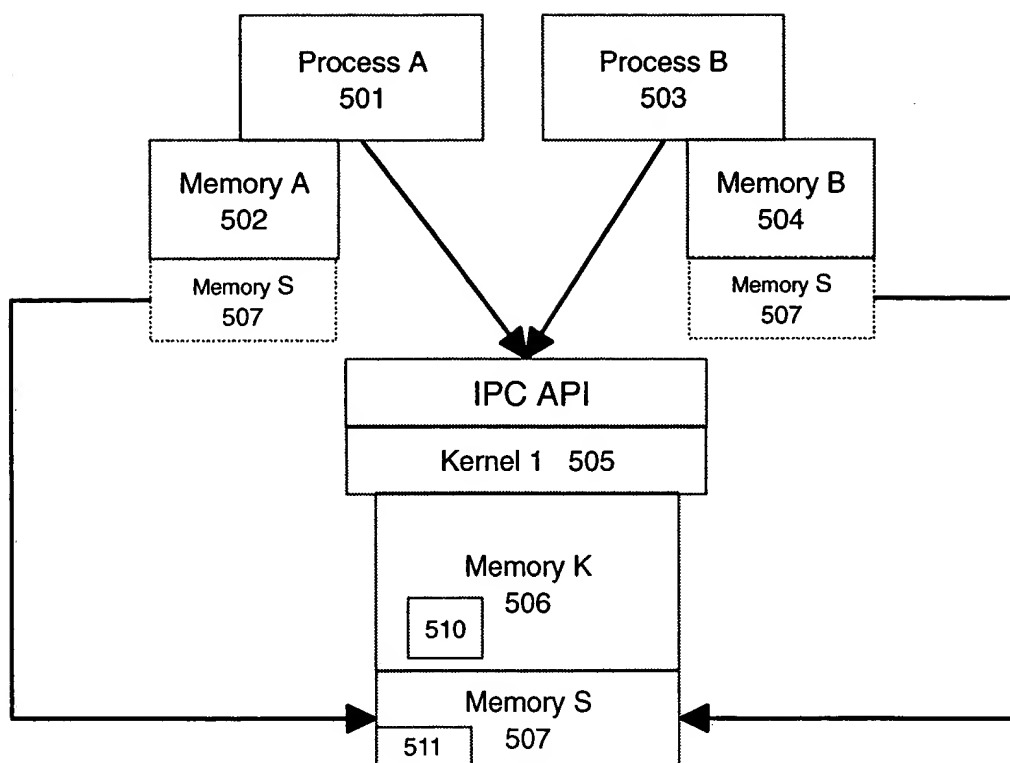 Process A
501
Process B
503
Memory A
502
Memory B
504
Memory S
507
Memory S
507
IPC API
Kernel 1 505
Memory K
506
510
Memory S
507
511